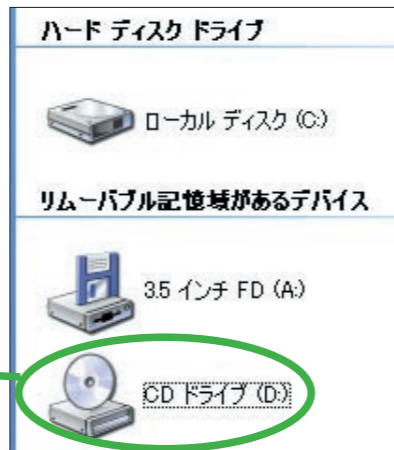 ハード ディスク ドライブ
ローカル ディスク (C:)
リムーバブル記憶域があるデバイス
3.5 インチ FD (A:)
CD ドライブ (D:)